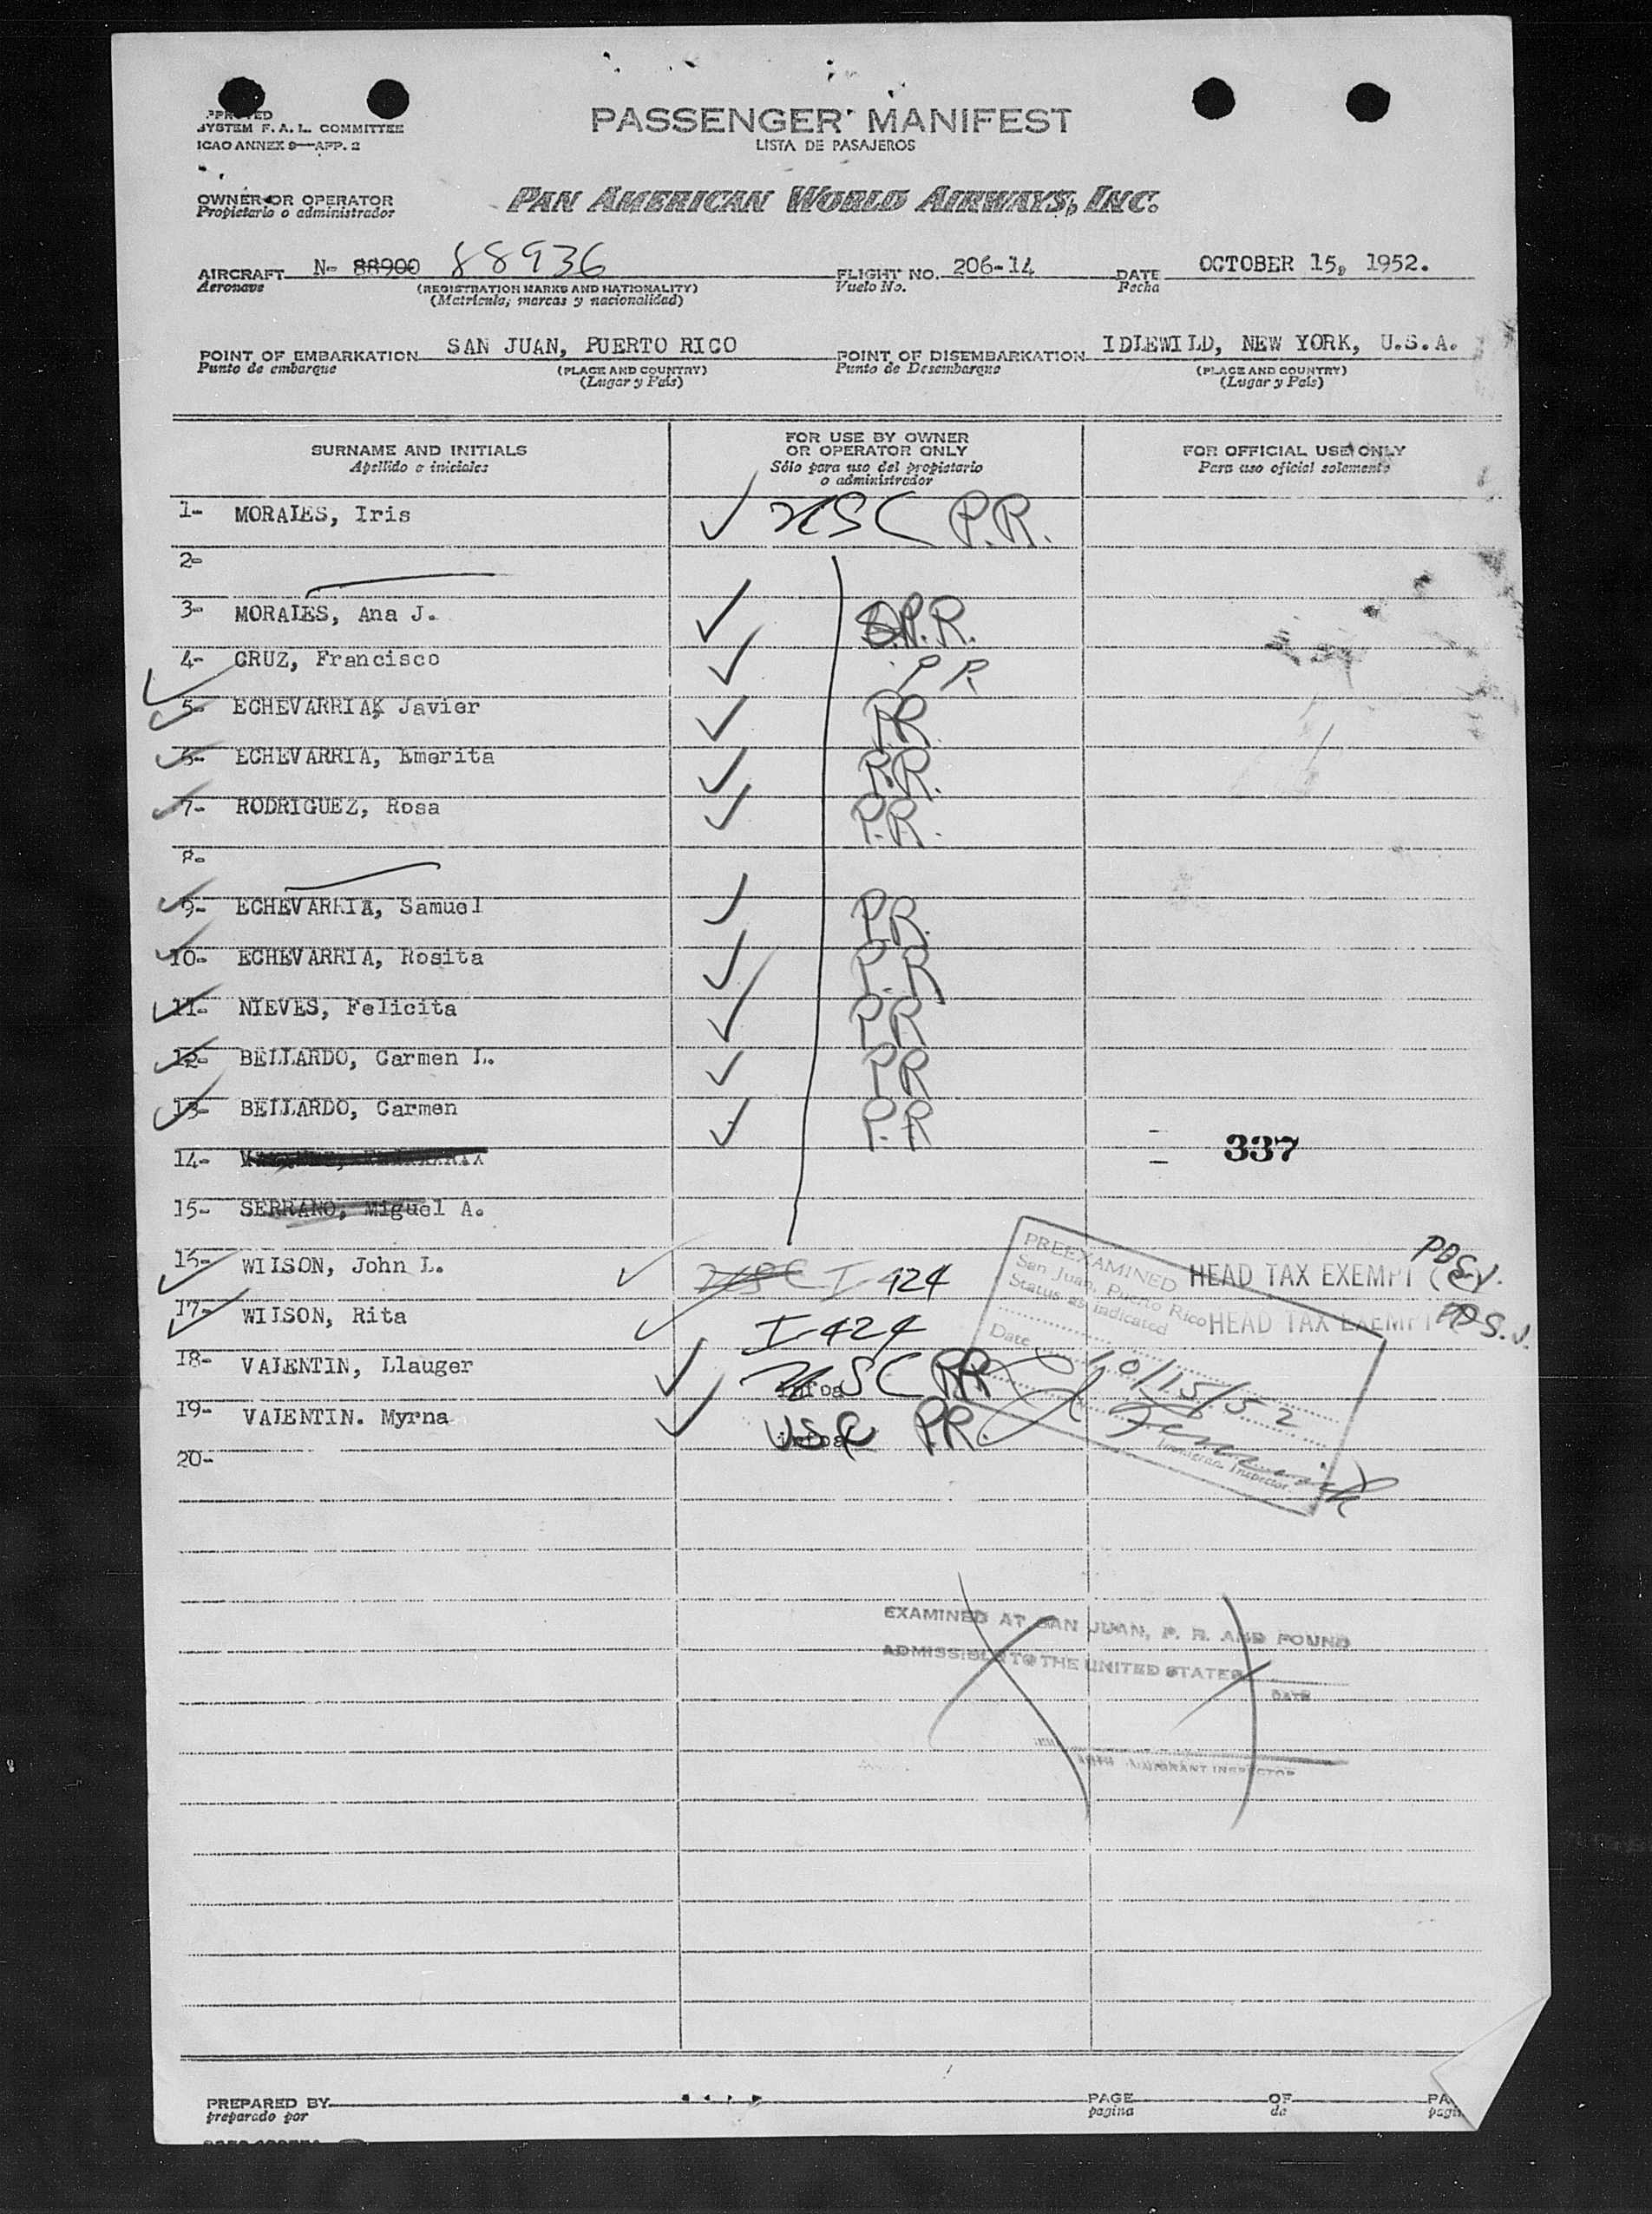 SYSTEM F. A. L. COMMITTEE
ICAO ANNEX 9—APP. 2
PASSENGER MANIFEST
LISTA DE PASAJEROS
OWNER OR OPERATOR
Propietario o administrador
PAN AMERICAN WORLD AIRWAYS, INC.
AIRCRAFT N- 88900 88936 FLIGHT NO. 206-14 DATE OCTOBER 15, 1952.
Aeronave (REGISTRATION MARKS AND NATIONALITY) Vuelo No. Fecha
(Matrícula, marcas y nacionalidad)
POINT OF EMBARKATION SAN JUAN, PUERTO RICO POINT OF DISEMBARKATION IDLEWILD, NEW YORK, U.S.A.
Punto de embarque (PLACE AND COUNTRY) Punto de Desembarque (PLACE AND COUNTRY)
(Lugar y País) (Lugar y País)
SURNAME AND INITIALS FOR USE BY OWNER OR OPERATOR ONLY FOR OFFICIAL USE ONLY
Apellido e iniciales Sólo para uso del propietario o administrador Para uso oficial solamente
1- MORALES, Iris USC P.R.
2-
3- MORALES, Ana J. P.R.
4- CRUZ, Francisco PR
5- ECHEVARRIA, Javier PR
6- ECHEVARRIA, Emerita P.R.
7- RODRIGUEZ, Rosa P.R.
8-
9- ECHEVARRIA, Samuel P.R.
10- ECHEVARRIA, Rosita P.R
11- NIEVES, Felicita PR
12- BELLARDO, Carmen L. PR
13- BELLARDO, Carmen P.R
337
14-
15- SERRANO, Miguel A.
16- WILSON, John L. USC I-424 HEAD TAX EXEMPT
17- WILSON, Rita I-424 HEAD TAX EXEMPT
18- VALENTIN, Llauger USC PR
19- VALENTIN. Myrna USC P.R.
20-
PREEXAMINED
San Juan, Puerto Rico
Status as indicated
Date 10/15/52
Immigrant Inspector.
EXAMINED AT SAN JUAN, P. R. AND FOUND
ADMISSIBLE TO THE UNITED STATES
DATE
IMMIGRANT INSPECTOR
PREPARED BY PAGE OF
preparado por pagina de